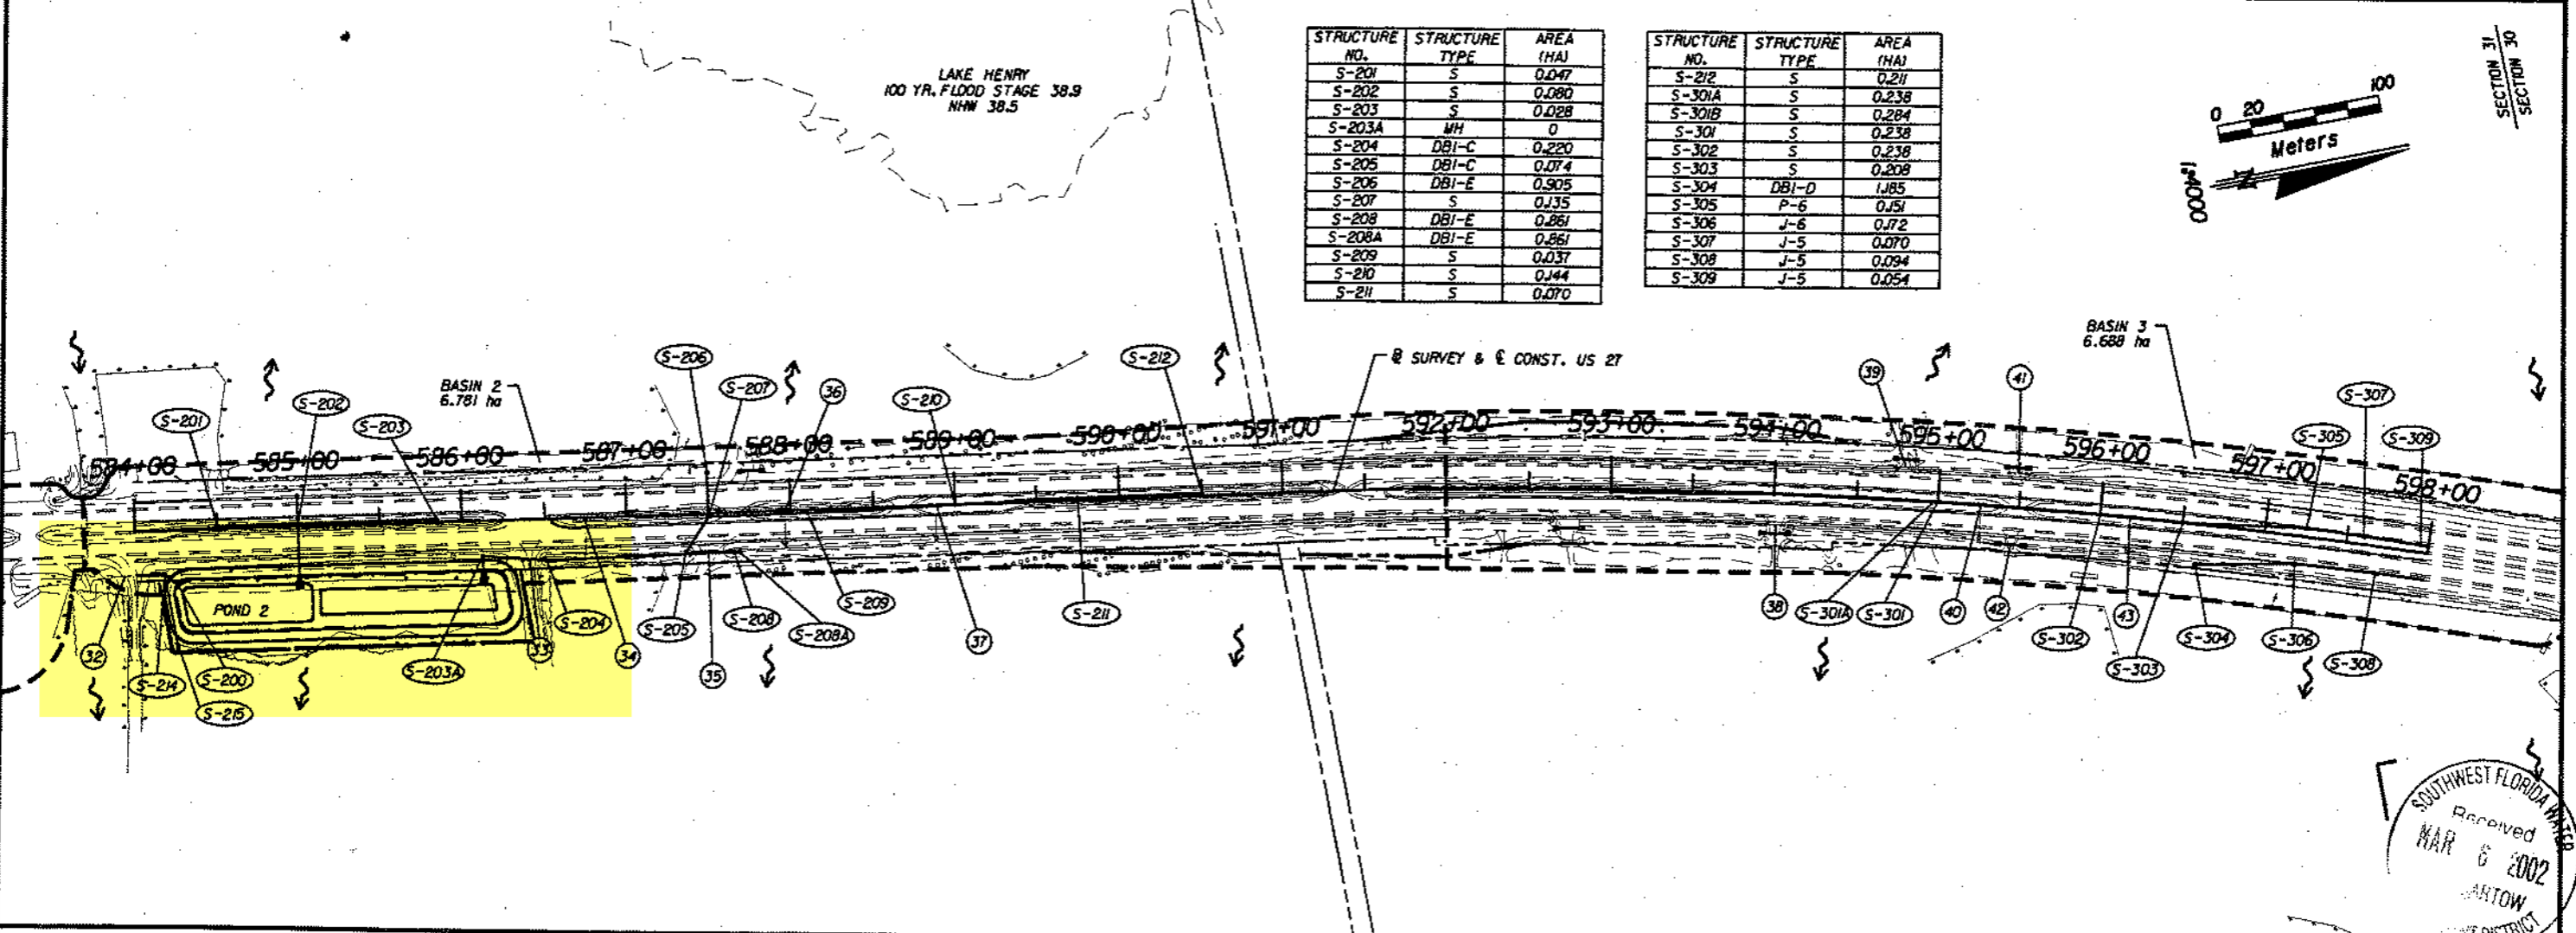 LAKE HENRY
100 YR. FLOOD STAGE 38.9
NHW 38.5
STRUCTURE NO. STRUCTURE TYPE AREA (HA)
S-201 S 0.047
S-202 S 0.080
S-203 S 0.028
S-203A MH 0
S-204 DBI-C 0.220
S-205 DBI-C 0.074
S-206 DBI-E 0.905
S-207 S 0.135
S-208 DBI-E 0.861
S-208A DBI-E 0.861
S-209 S 0.037
S-210 S 0.144
S-211 S 0.070
STRUCTURE NO. STRUCTURE TYPE AREA (HA)
S-212 S 0.211
S-301A S 0.238
S-301B S 0.284
S-301 S 0.238
S-302 S 0.238
S-303 S 0.208
S-304 DBI-D 1.185
S-305 P-6 0.151
S-306 J-6 0.172
S-307 J-5 0.070
S-308 J-5 0.094
S-309 J-5 0.054
0 20 100
Meters
1:4000
N
SECTION 31
SECTION 30
BASIN 2
6.781 ha
SURVEY & CONST. US 27
BASIN 3
6.688 ha
S-201
S-202
S-203
S-206
S-207
36
S-210
S-212
39
41
S-307
S-305
S-309
584+00
585+00
586+00
587+00
588+00
589+00
590+00
591+00
592+00
593+00
594+00
595+00
596+00
597+00
598+00
POND 2
32
S-214
S-200
S-215
S-203A
33
S-204
34
S-205
35
S-208
S-208A
S-209
37
S-211
38
S-301A
S-301
40
42
S-302
43
S-303
S-304
S-306
S-308
SOUTHWEST FLORIDA WATER
Received
MAR 6 2002
DISTRICT